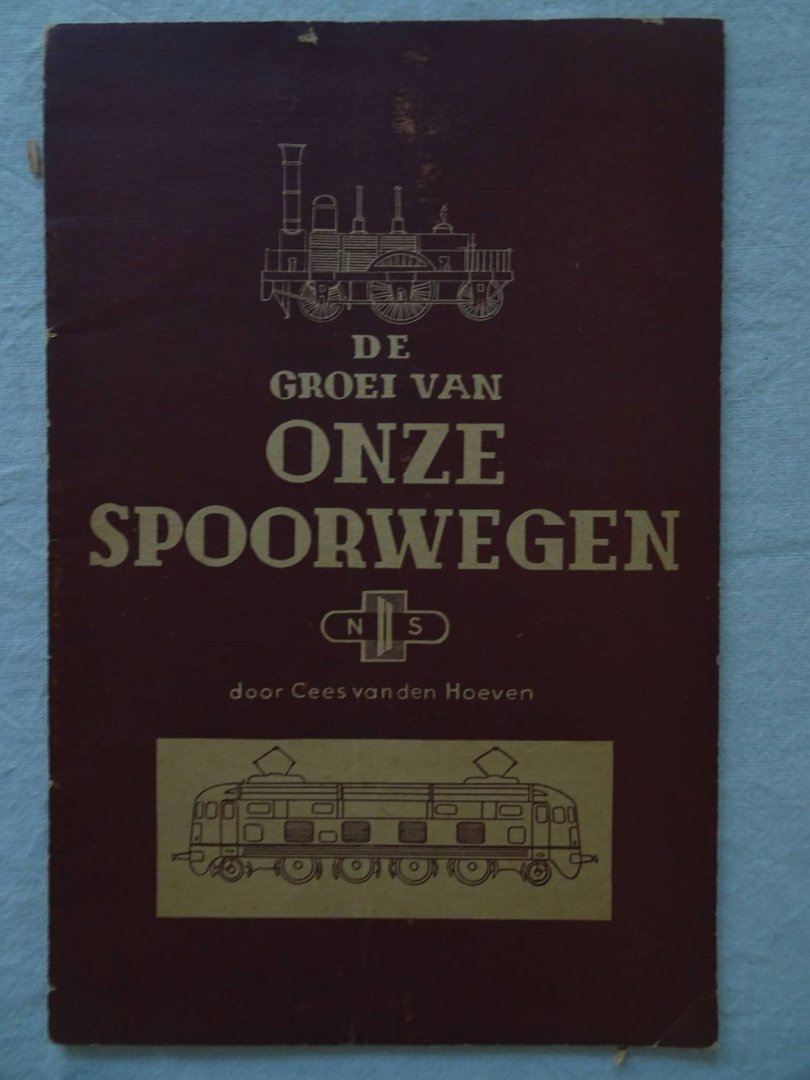 DE
GROEI VAN
ONZE
SPOORWEGEN
N S
door Cees van den Hoeven